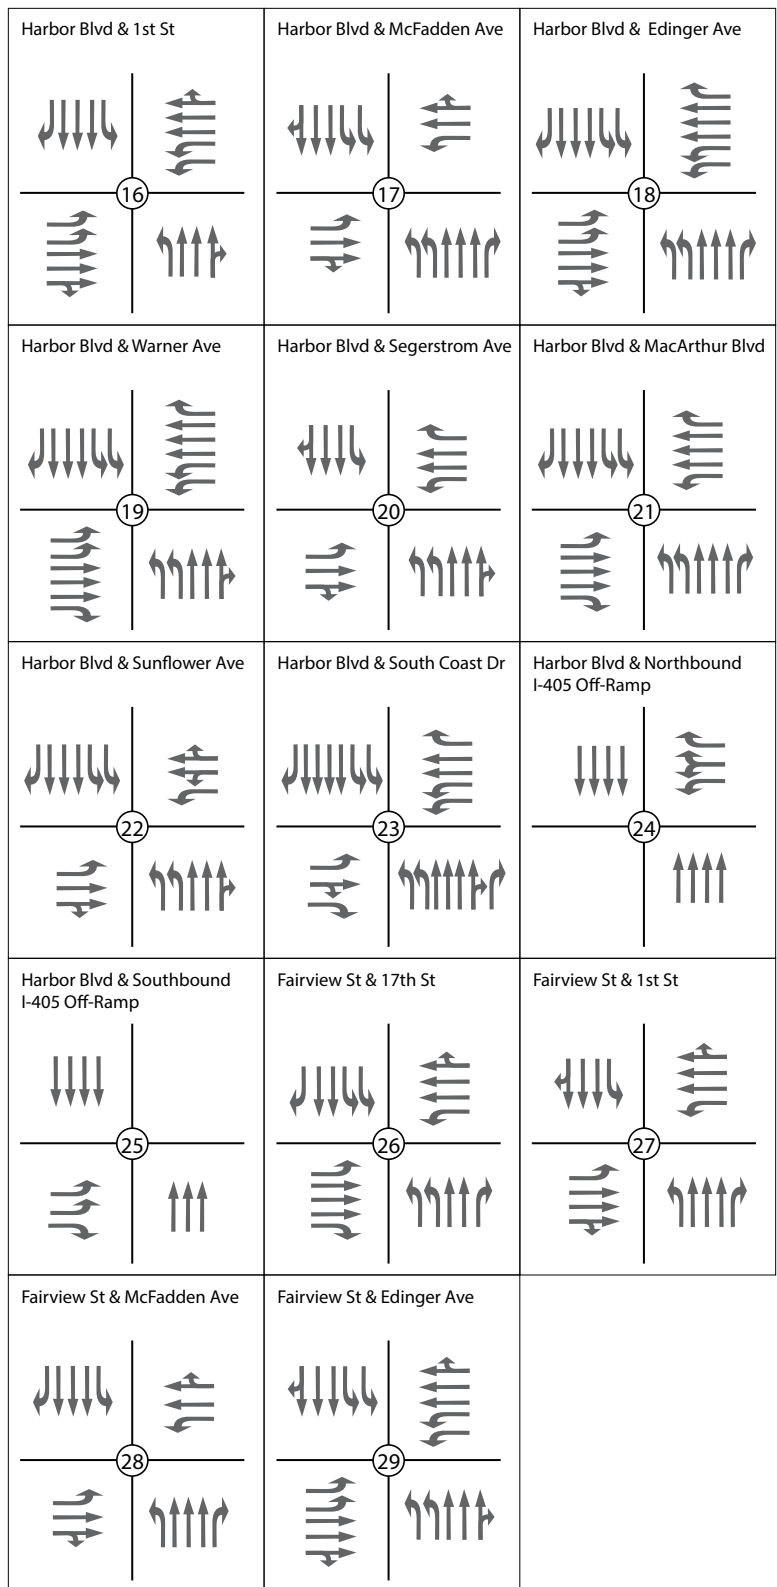 Harbor Blvd & 1st St
16
Harbor Blvd & McFadden Ave
17
Harbor Blvd & Edinger Ave
18
Harbor Blvd & Warner Ave
19
Harbor Blvd & Segerstrom Ave
20
Harbor Blvd & MacArthur Blvd
21
Harbor Blvd & Sunflower Ave
22
Harbor Blvd & South Coast Dr
23
Harbor Blvd & Northbound
I-405 Off-Ramp
24
Harbor Blvd & Southbound
I-405 Off-Ramp
25
Fairview St & 17th St
26
Fairview St & 1st St
27
Fairview St & McFadden Ave
28
Fairview St & Edinger Ave
29